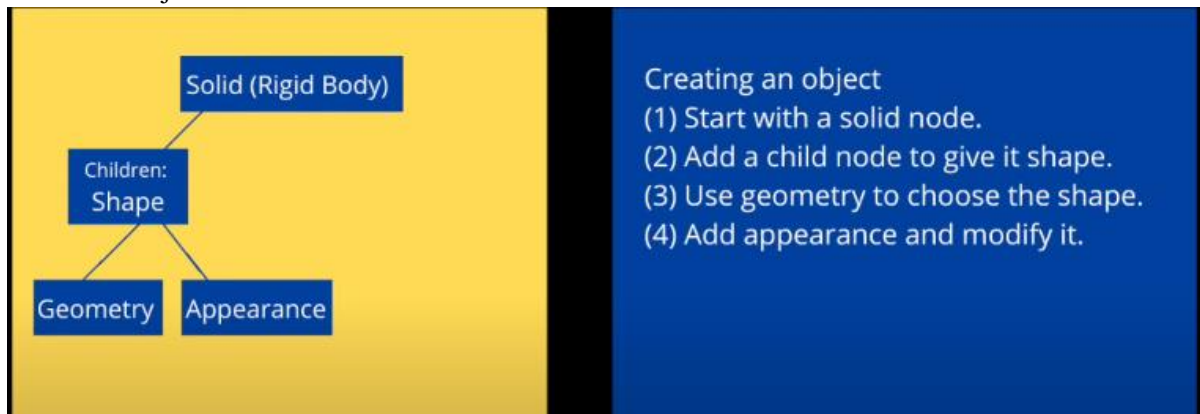 Solid (Rigid Body)
Children:
Shape
Geometry
Appearance
Creating an object
(1) Start with a solid node.
(2) Add a child node to give it shape.
(3) Use geometry to choose the shape.
(4) Add appearance and modify it.